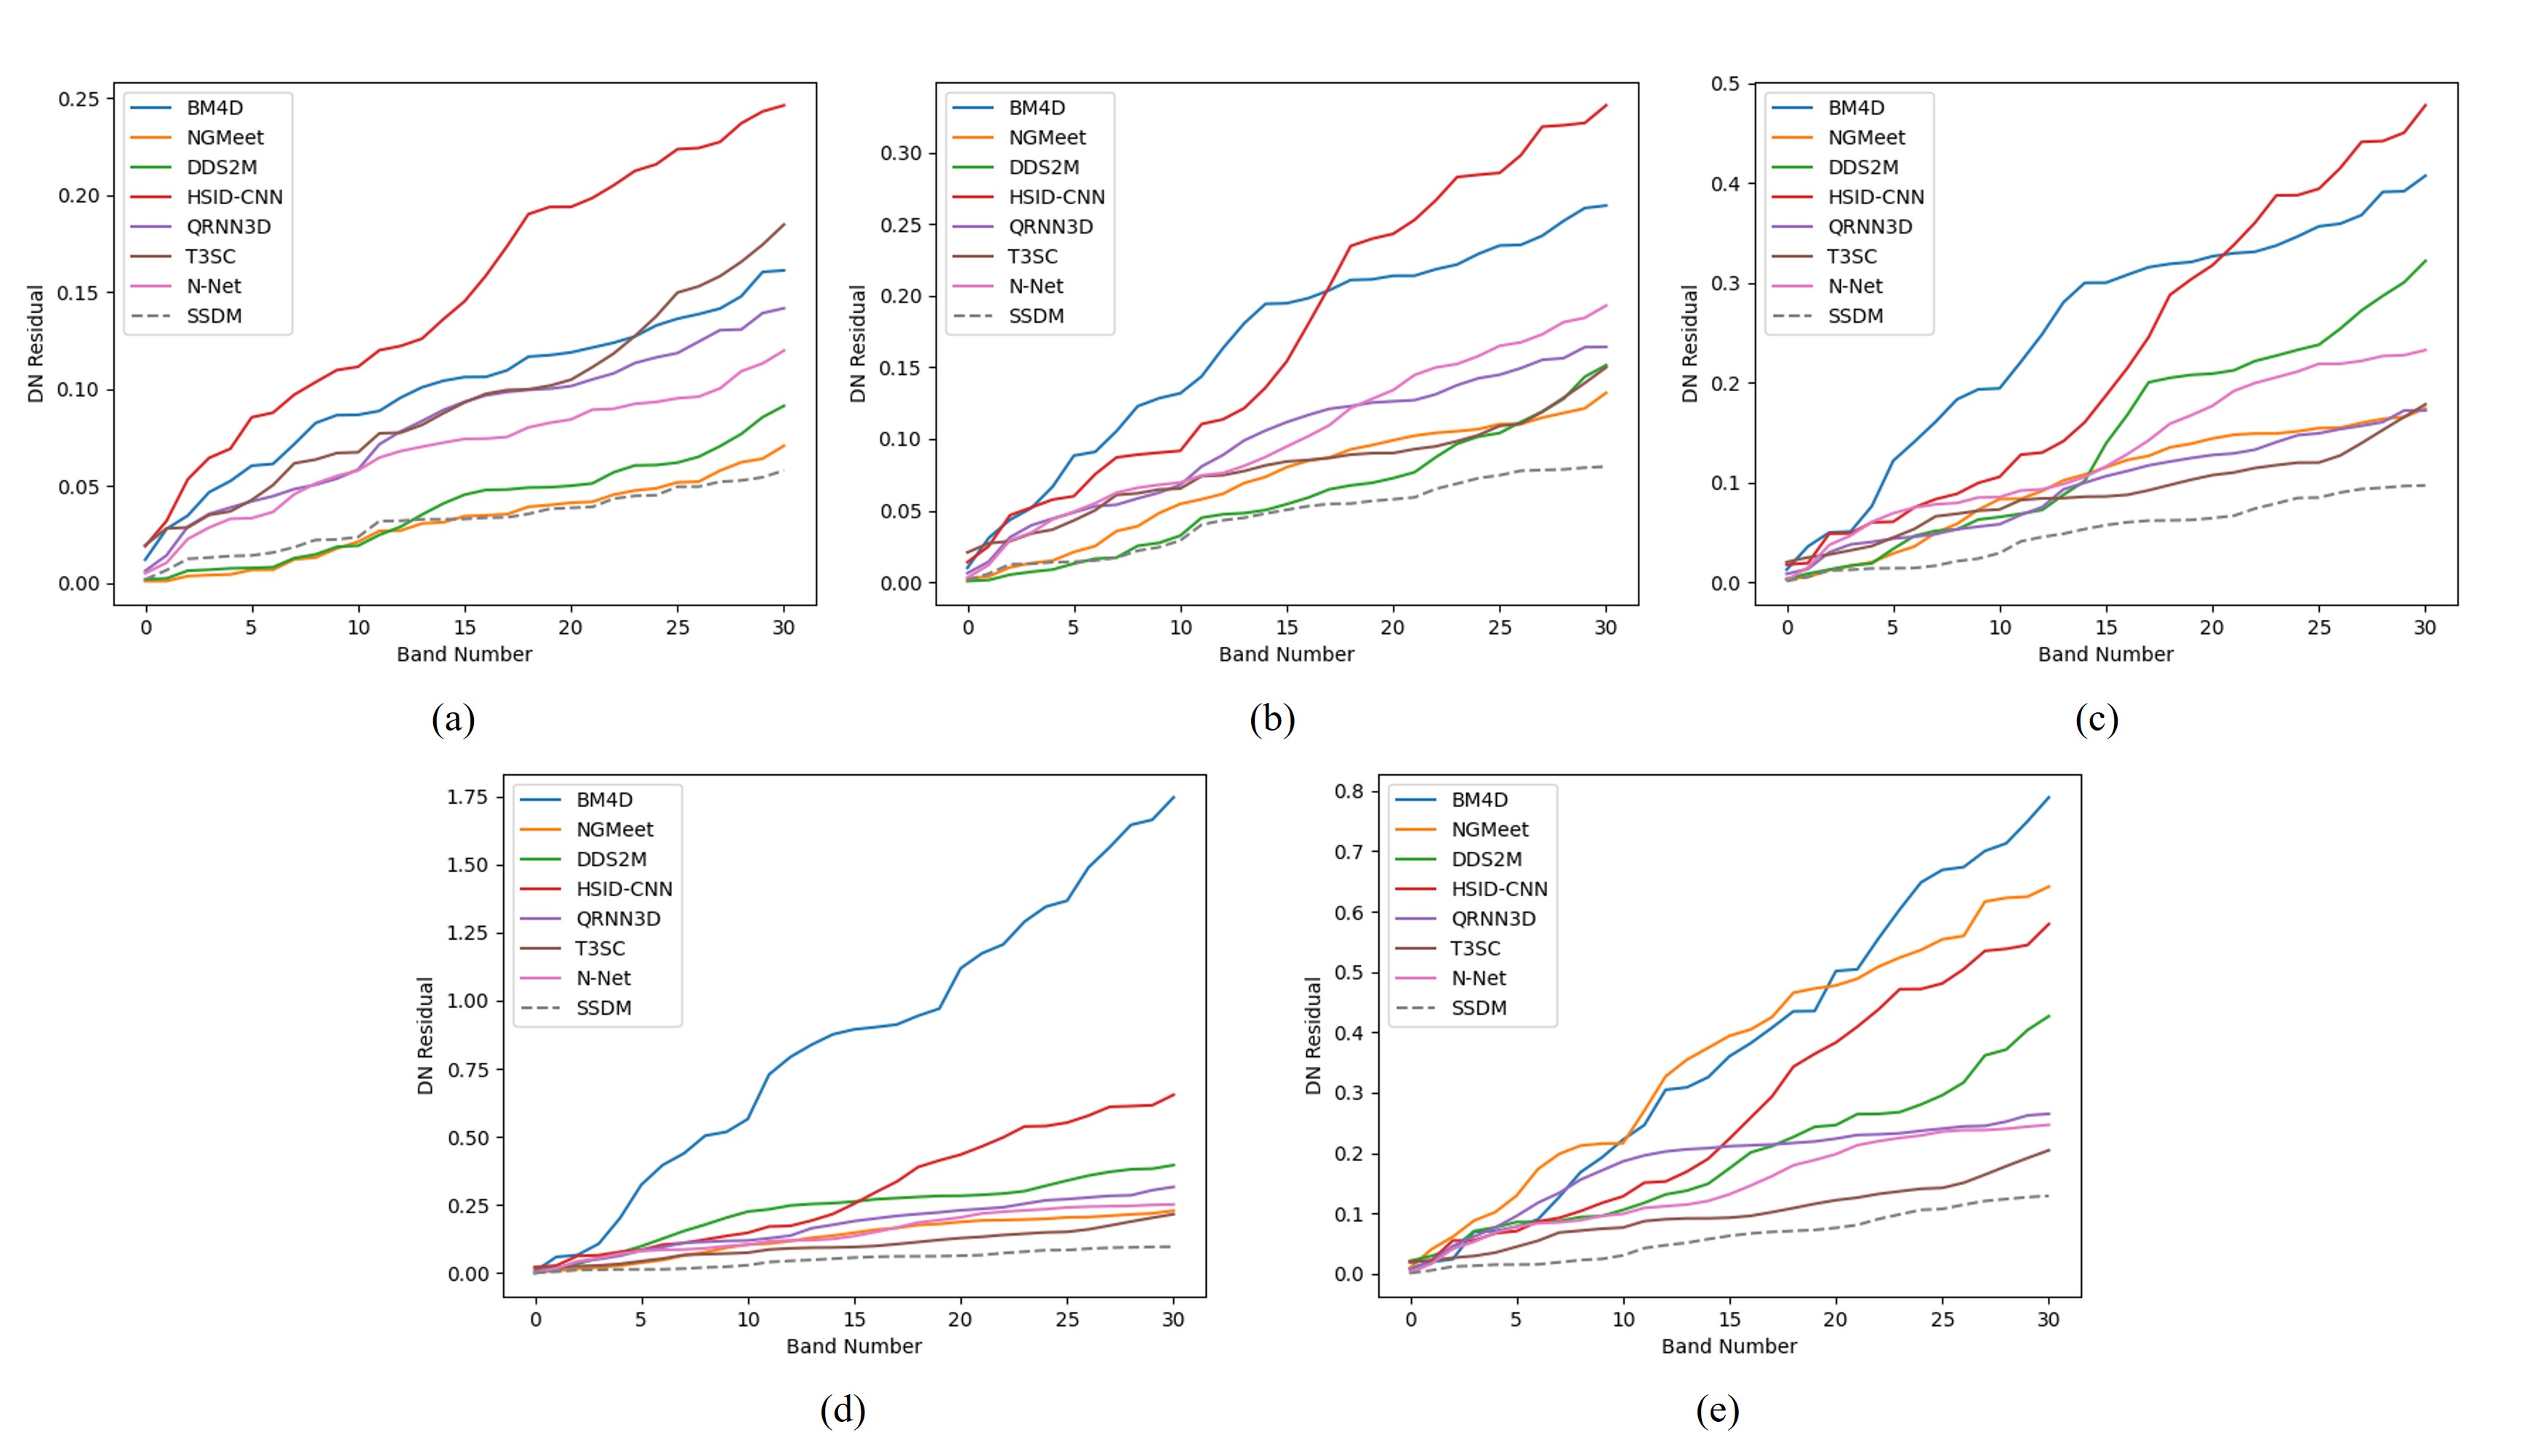 BM4D
NGMeet
DDS2M
HSID-CNN
QRNN3D
T3SC
N-Net
SSDM
0.25
0.20
0.15
0.10
0.05
0.00
DN Residual
0 5 10 15 20 25 30
Band Number
(a)
BM4D
NGMeet
DDS2M
HSID-CNN
QRNN3D
T3SC
N-Net
SSDM
0.30
0.25
0.20
0.15
0.10
0.05
0.00
DN Residual
0 5 10 15 20 25 30
Band Number
(b)
BM4D
NGMeet
DDS2M
HSID-CNN
QRNN3D
T3SC
N-Net
SSDM
0.5
0.4
0.3
0.2
0.1
0.0
DN Residual
0 5 10 15 20 25 30
Band Number
(c)
BM4D
NGMeet
DDS2M
HSID-CNN
QRNN3D
T3SC
N-Net
SSDM
1.75
1.50
1.25
1.00
0.75
0.50
0.25
0.00
DN Residual
0 5 10 15 20 25 30
Band Number
(d)
BM4D
NGMeet
DDS2M
HSID-CNN
QRNN3D
T3SC
N-Net
SSDM
0.8
0.7
0.6
0.5
0.4
0.3
0.2
0.1
0.0
DN Residual
0 5 10 15 20 25 30
Band Number
(e)